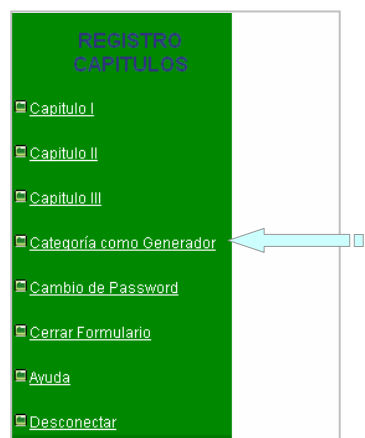 REGISTRO
CAPITULOS
Capitulo I
Capitulo II
Capitulo III
Categoría como Generador
Cambio de Password
Cerrar Formulario
Ayuda
Desconectar